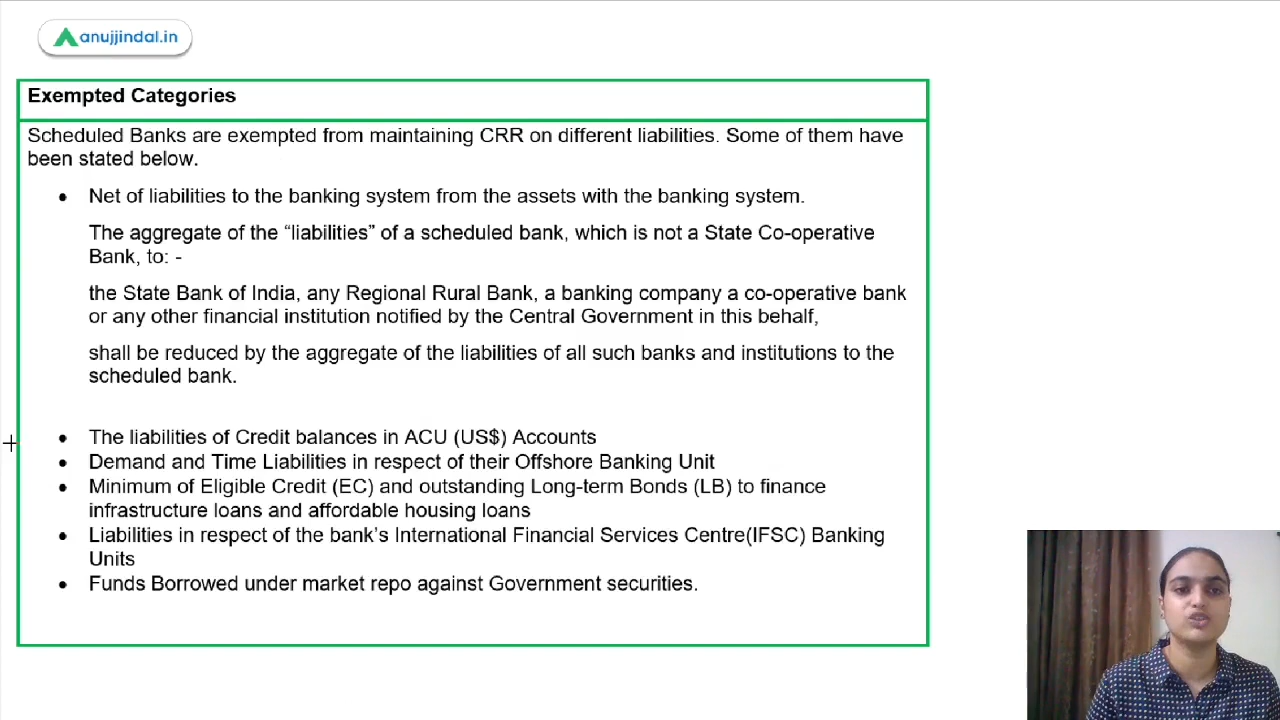 anujjindal.in
Exempted Categories
Scheduled Banks are exempted from maintaining CRR on different liabilities. Some of them have
been stated below.
• Net of liabilities to the banking system from the assets with the banking system.
The aggregate of the “liabilities” of a scheduled bank, which is not a State Co-operative
Bank, to: -
the State Bank of India, any Regional Rural Bank, a banking company a co-operative bank
or any other financial institution notified by the Central Government in this behalf,
shall be reduced by the aggregate of the liabilities of all such banks and institutions to the
scheduled bank.
• The liabilities of Credit balances in ACU (US$) Accounts
• Demand and Time Liabilities in respect of their Offshore Banking Unit
• Minimum of Eligible Credit (EC) and outstanding Long-term Bonds (LB) to finance
infrastructure loans and affordable housing loans
• Liabilities in respect of the bank’s International Financial Services Centre(IFSC) Banking
Units
• Funds Borrowed under market repo against Government securities.